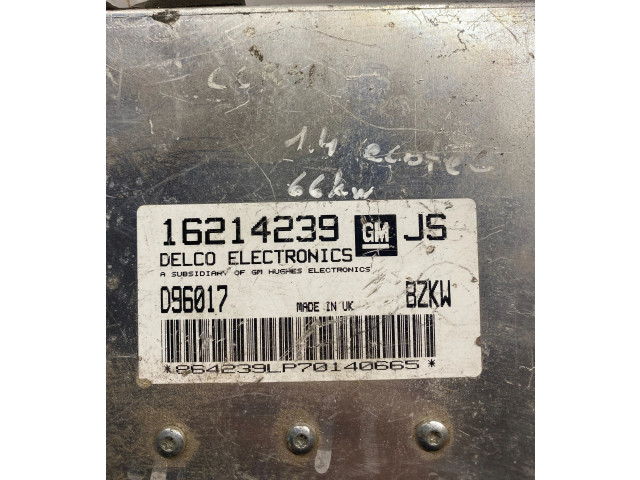 1.4 ecotec
66kw
16214239 GM JS
DELCO ELECTRONICS
A SUBSIDIARY OF GM HUGHES ELECTRONICS
D96017 MADE IN UK BZKW
*864239LP70140665*